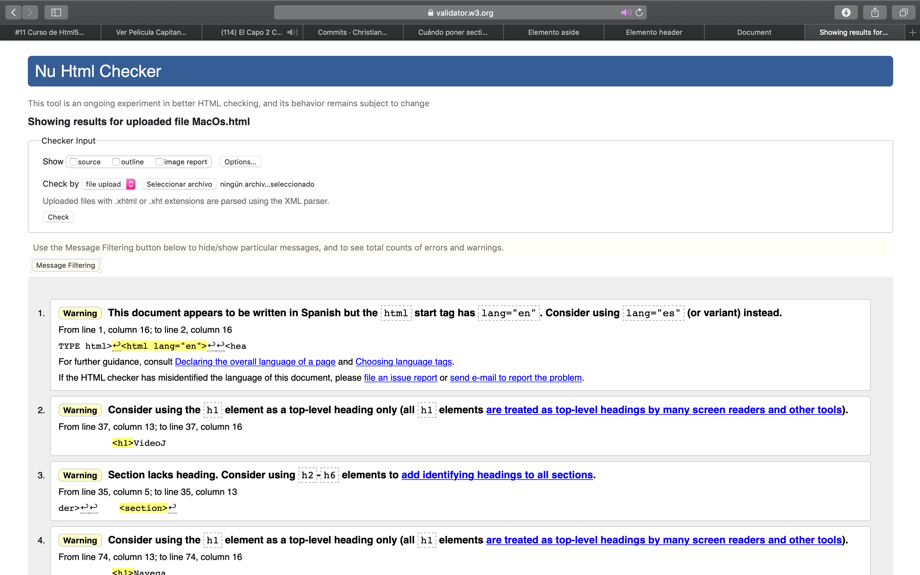 validator.w3.org
#11 Curso de Html5...
Ver Pelicula Capitan...
(114) El Capo 2 C...
Commits · Christian...
Cuándo poner secti...
Elemento aside
Elemento header
Document
Showing results for...
Nu Html Checker
This tool is an ongoing experiment in better HTML checking, and its behavior remains subject to change
Showing results for uploaded file MacOs.html
Checker Input
Show source outline image report Options...
Check by file upload Seleccionar archivo ningún archiv...seleccionado
Uploaded files with .xhtml or .xht extensions are parsed using the XML parser.
Check
Use the Message Filtering button below to hide/show particular messages, and to see total counts of errors and warnings.
Message Filtering
1. Warning This document appears to be written in Spanish but the html start tag has lang="en". Consider using lang="es" (or variant) instead.
From line 1, column 16; to line 2, column 16
TYPE html>↩<html lang="en">↩↩<hea
For further guidance, consult Declaring the overall language of a page and Choosing language tags.
If the HTML checker has misidentified the language of this document, please file an issue report or send e-mail to report the problem.
2. Warning Consider using the h1 element as a top-level heading only (all h1 elements are treated as top-level headings by many screen readers and other tools).
From line 37, column 13; to line 37, column 16
<h1>VideoJ
3. Warning Section lacks heading. Consider using h2-h6 elements to add identifying headings to all sections.
From line 35, column 5; to line 35, column 13
der>↩↩ <section>↩
4. Warning Consider using the h1 element as a top-level heading only (all h1 elements are treated as top-level headings by many screen readers and other tools).
From line 74, column 13; to line 74, column 16
<h1>Navega